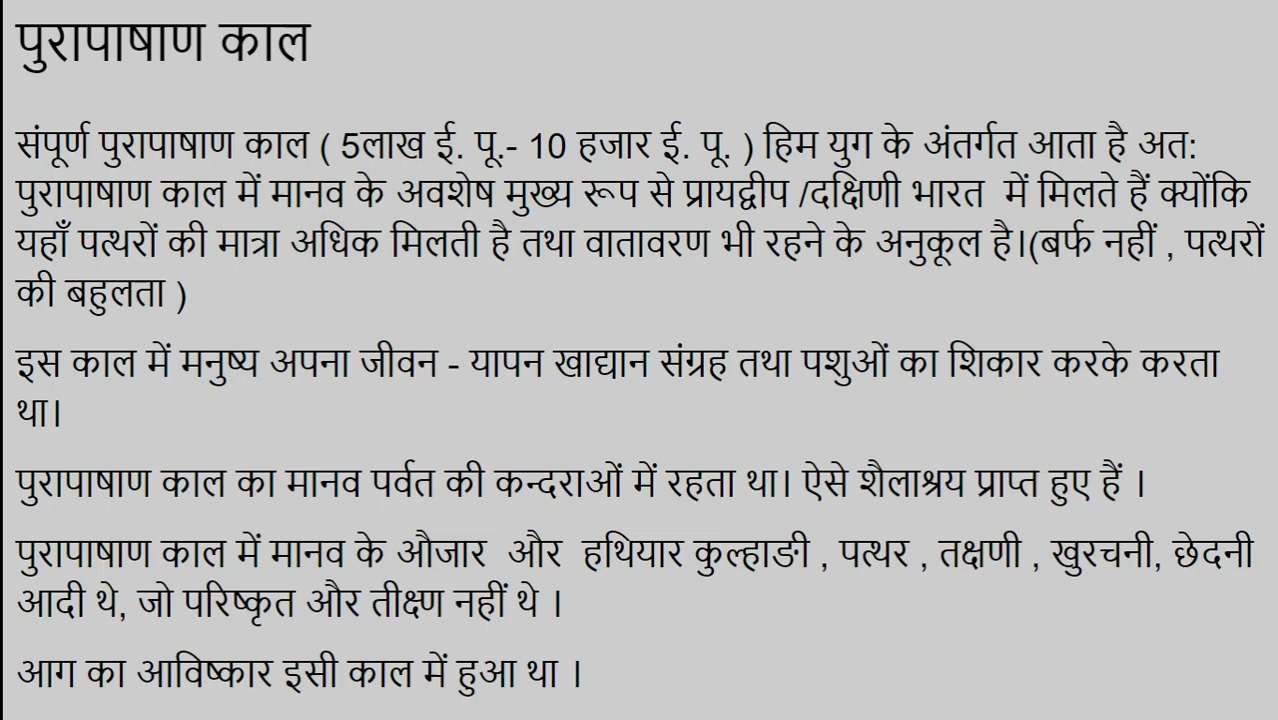 पुरापाषाण काल
संपूर्ण पुरापाषाण काल ( 5लाख ई. पू.- 10 हजार ई. पू. ) हिम युग के अंतर्गत आता है अत:
पुरापाषाण काल में मानव के अवशेष मुख्य रूप से प्रायद्वीप /दक्षिणी भारत  में मिलते हैं क्योंकि
यहाँ पत्थरों की मात्रा अधिक मिलती है तथा वातावरण भी रहने के अनुकूल है।(बर्फ नहीं , पत्थरों
की बहुलता )
इस काल में मनुष्य अपना जीवन - यापन खाद्यान संग्रह तथा पशुओं का शिकार करके करता
था।
पुरापाषाण काल का मानव पर्वत की कन्दराओं में रहता था। ऐसे शैलाश्रय प्राप्त हुए हैं ।
पुरापाषाण काल में मानव के औजार  और  हथियार कुल्हाङी , पत्थर , तक्षणी , खुरचनी, छेदनी
आदी थे, जो परिष्कृत और तीक्ष्ण नहीं थे ।
आग का आविष्कार इसी काल में हुआ था ।